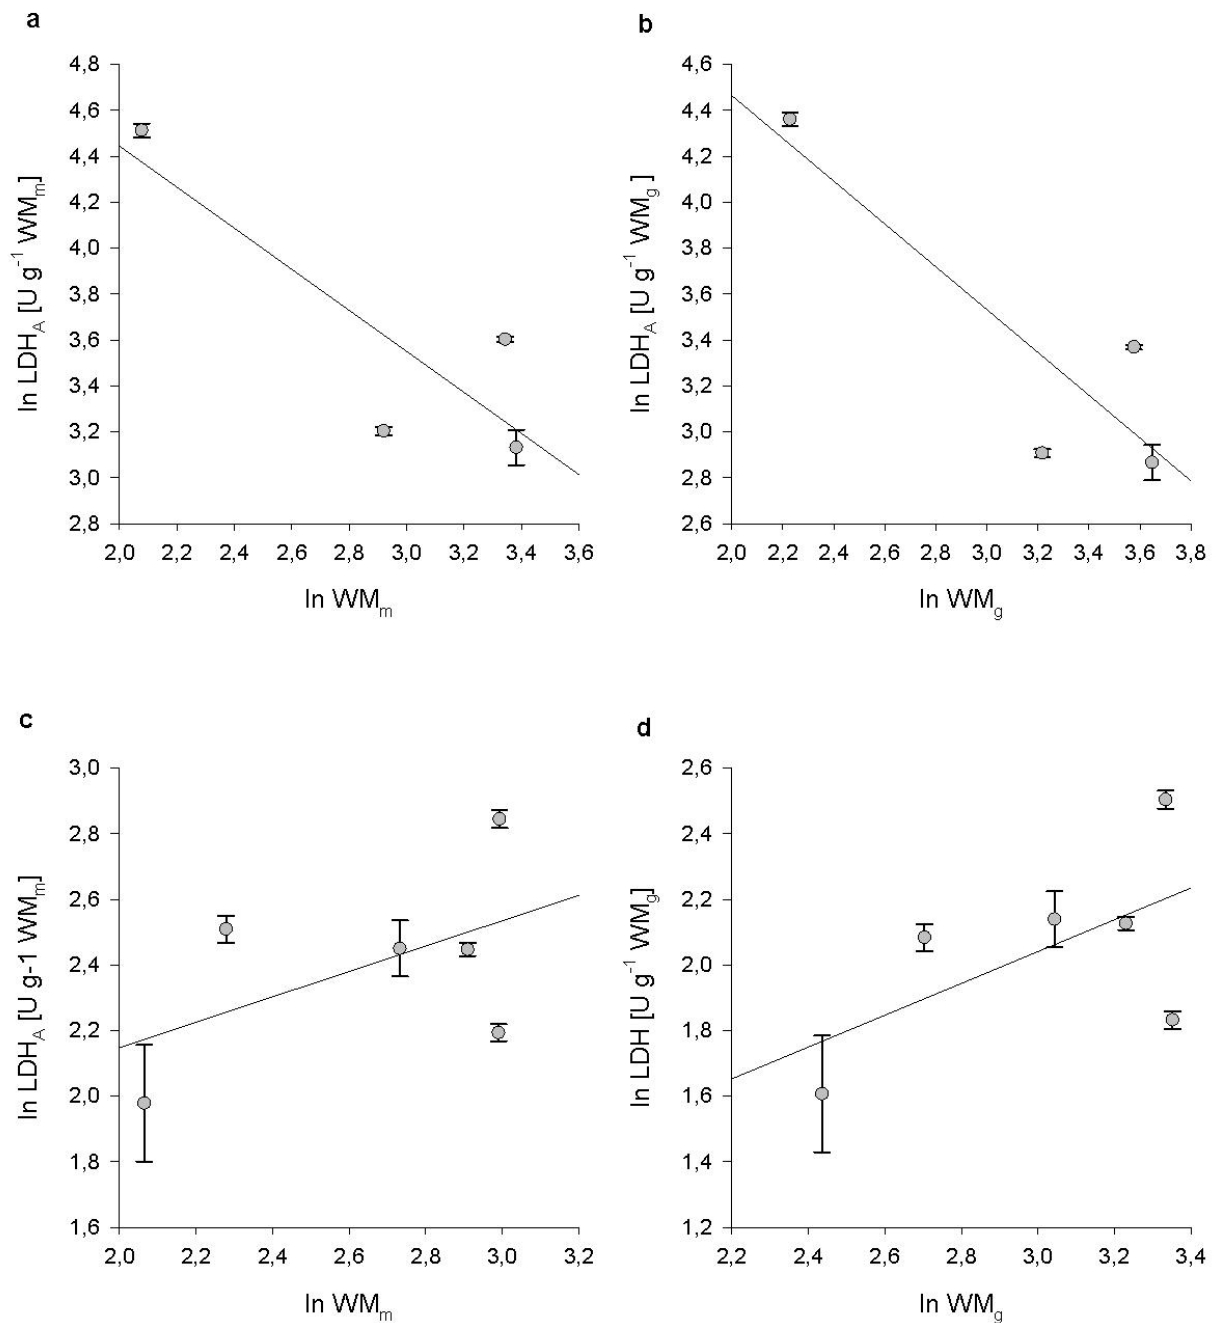 a
b
4,8
4,6
4,4
4,2
4,0
3,8
3,6
3,4
3,2
3,0
2,8
ln LDH_A [U g^-1 WM_m]
2,0 2,2 2,4 2,6 2,8 3,0 3,2 3,4 3,6
ln WM_m
4,6
4,4
4,2
4,0
3,8
3,6
3,4
3,2
3,0
2,8
2,6
ln LDH_A [U g^-1 WM_g]
2,0 2,2 2,4 2,6 2,8 3,0 3,2 3,4 3,6 3,8
ln WM_g
c
d
3,0
2,8
2,6
2,4
2,2
2,0
1,8
1,6
ln LDH_A [U g-1 WM_m]
2,0 2,2 2,4 2,6 2,8 3,0 3,2
ln WM_m
2,6
2,4
2,2
2,0
1,8
1,6
1,4
1,2
ln LDH [U g^-1 WM_g]
2,2 2,4 2,6 2,8 3,0 3,2 3,4
ln WM_g